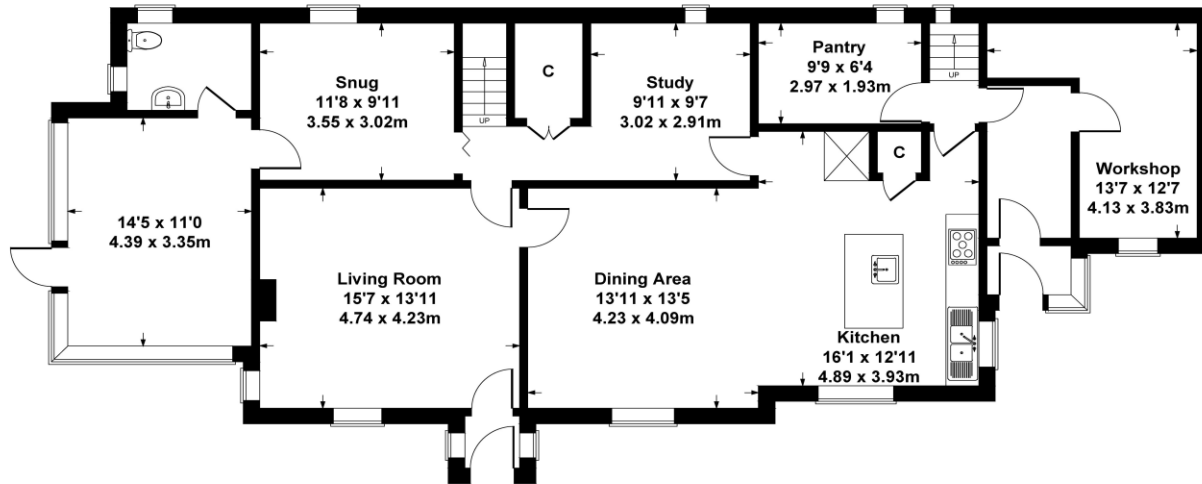 Snug
11'8 x 9'11
3.55 x 3.02m
UP
C
Study
9'11 x 9'7
3.02 x 2.91m
Pantry
9'9 x 6'4
2.97 x 1.93m
UP
C
Workshop
13'7 x 12'7
4.13 x 3.83m
14'5 x 11'0
4.39 x 3.35m
Living Room
15'7 x 13'11
4.74 x 4.23m
Dining Area
13'11 x 13'5
4.23 x 4.09m
Kitchen
16'1 x 12'11
4.89 x 3.93m